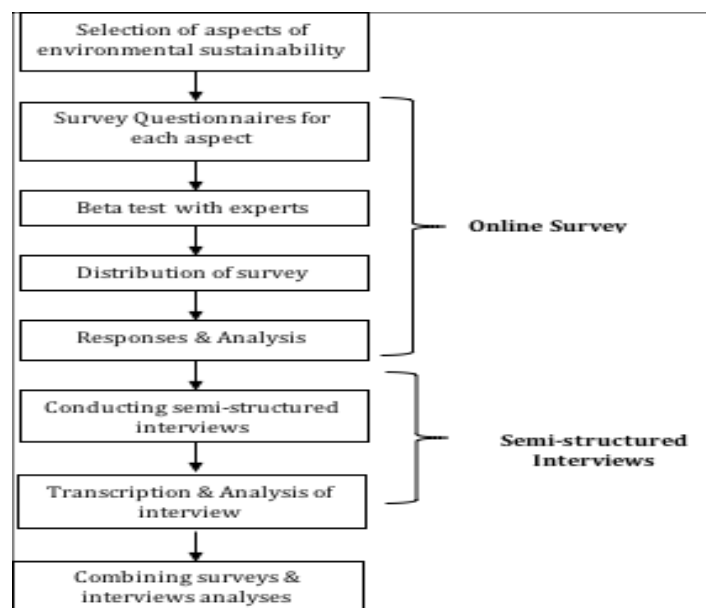 Selection of aspects of
environmental sustainability
Survey Questionnaires for
each aspect
Beta test with experts
Online Survey
Distribution of survey
Responses & Analysis
Conducting semi-structured
interviews
Semi-structured
Interviews
Transcription & Analysis of
interview
Combining surveys &
interviews analyses